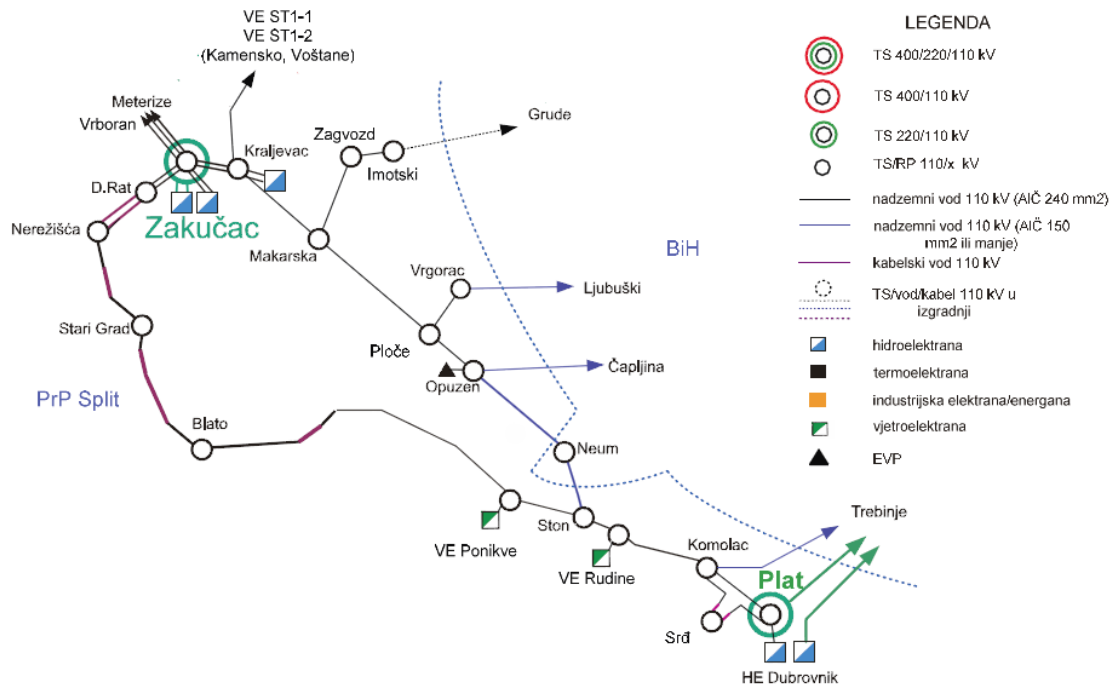 VE ST1-1
VE ST1-2
(Kamensko, Voštane)
Meterize
Vrboran
Kraljevac
Zagvozd
Imotski
Grude
D.Rat
Zakučac
Nerežišća
Makarska
BiH
Vrgorac
Ljubuški
Stari Grad
Ploče
Opuzen
Čapljina
PrP Split
Blato
Neum
Ston
VE Ponikve
VE Rudine
Komolac
Trebinje
Plat
Srđ
HE Dubrovnik
LEGENDA
TS 400/220/110 kV
TS 400/110 kV
TS 220/110 kV
TS/RP 110/x kV
nadzemni vod 110 kV (AlČ 240 mm2)
nadzemni vod 110 kV (AlČ 150
mm2 ili manje)
kabelski vod 110 kV
TS/vod/kabel 110 kV u
izgradnji
hidroelektrana
termoelektrana
industrijska elektrana/energana
vjetroelektrana
EVP